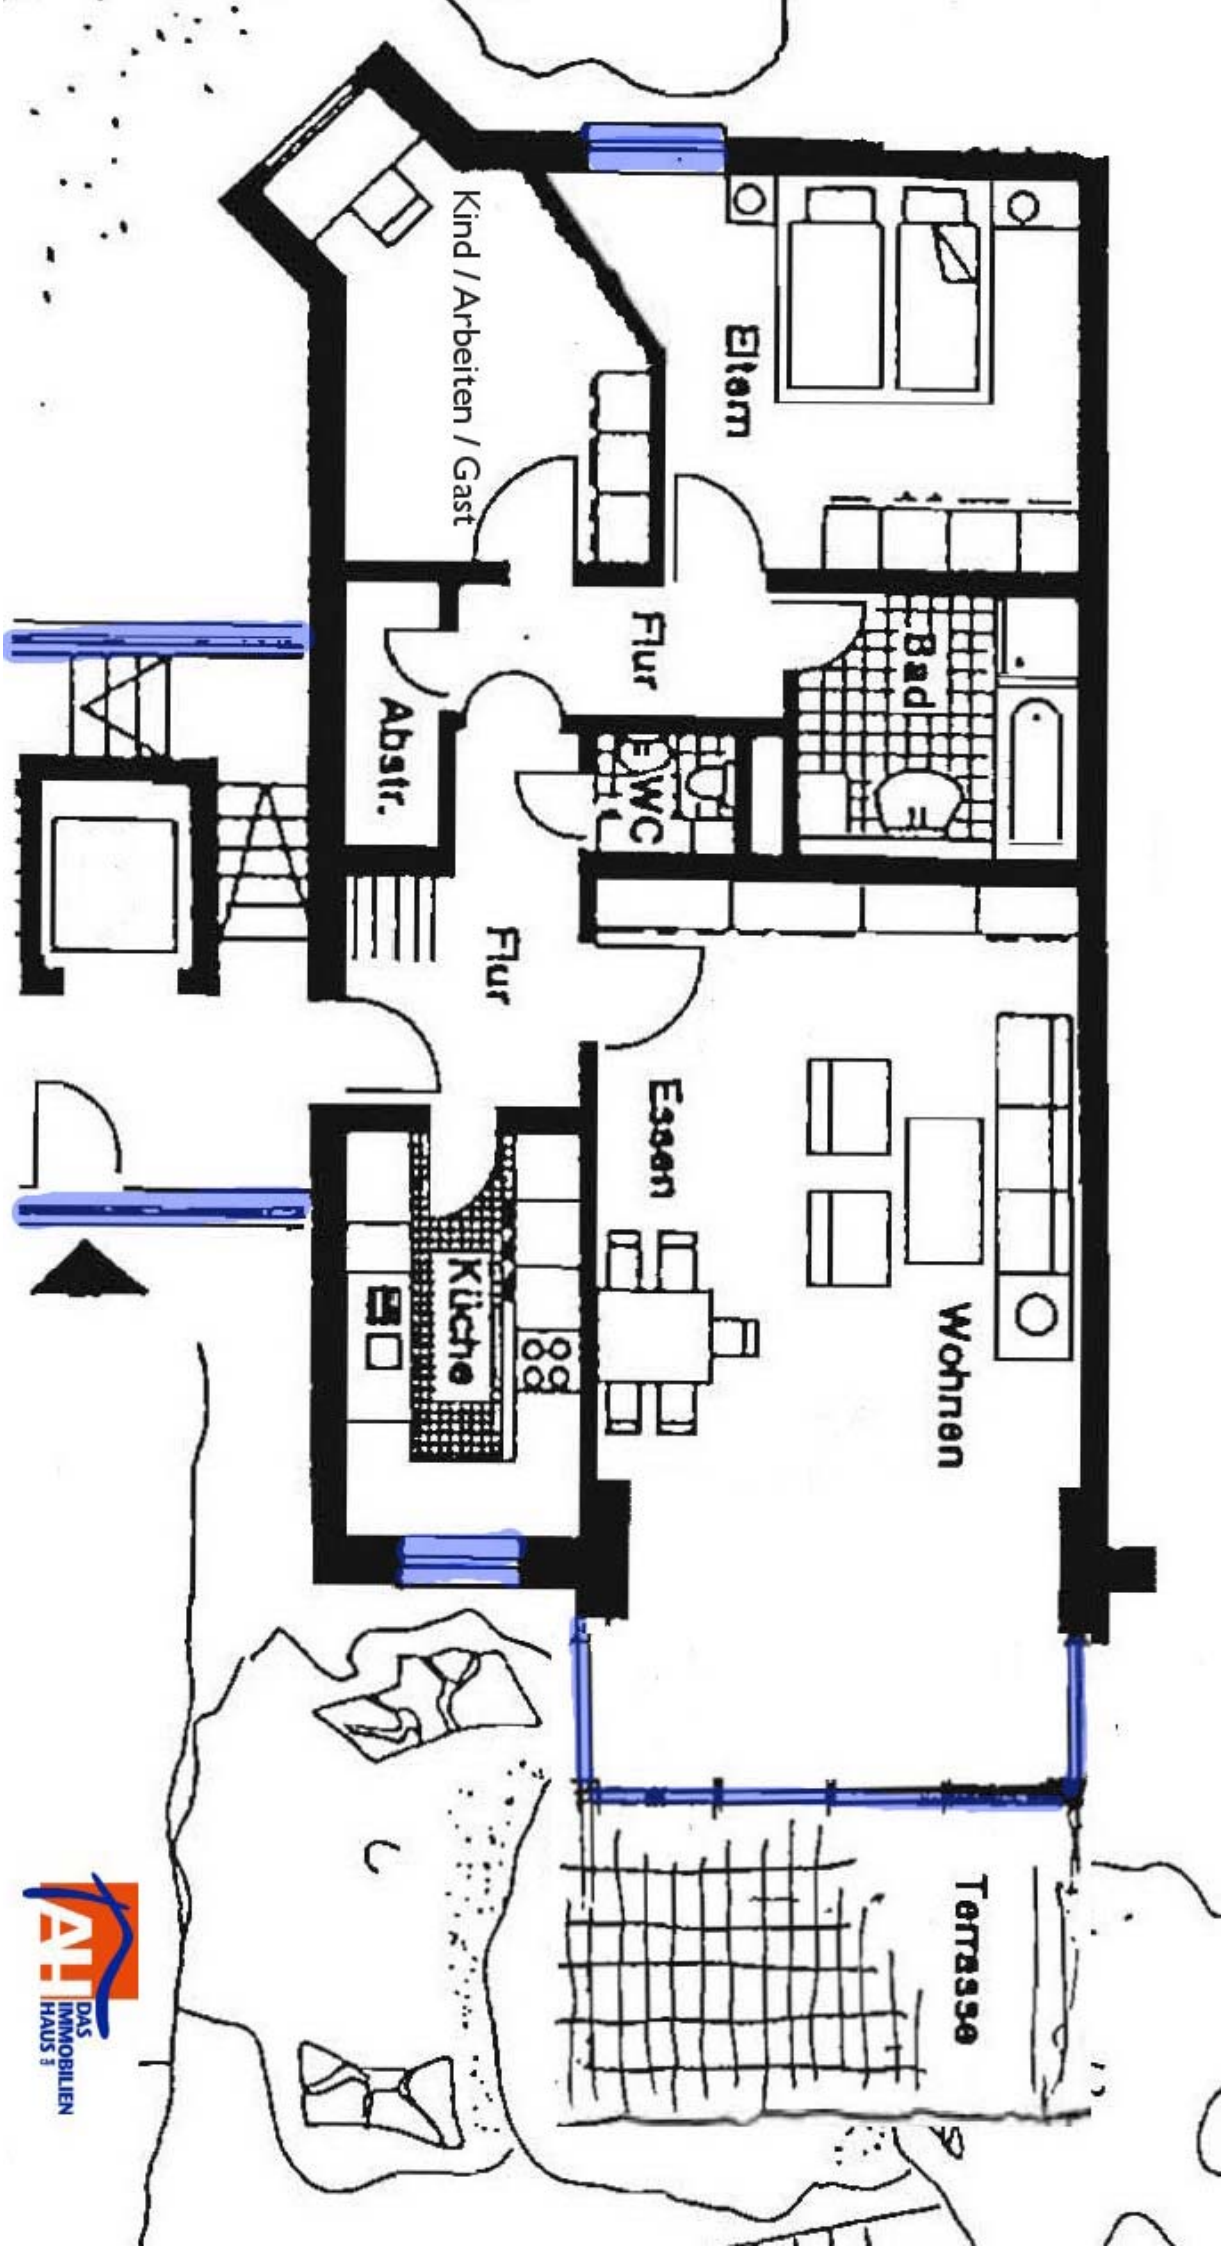 Kind / Arbeiten / Gast
Eltern
Flur
Bad
Abstr.
WC
Flur
Essen
Küche
Wohnen
Terrasse
AH
DAS
IMMOBILIEN
HAUS